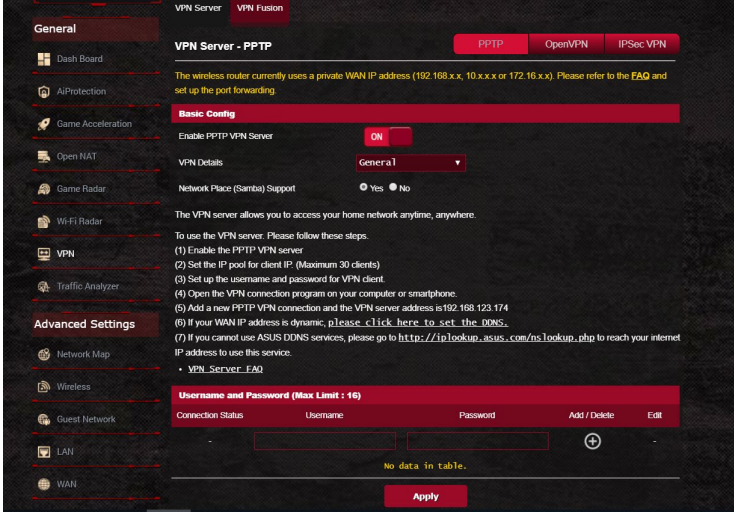 VPN Server VPN Fusion
General
VPN Server - PPTP
PPTP OpenVPN IPSec VPN
Dash Board
The wireless router currently uses a private WAN IP address (192.168.x.x, 10.x.x.x or 172.16.x.x). Please refer to the FAQ and
set up the port forwarding.
AiProtection
Basic Config
Game Acceleration
Enable PPTP VPN Server ON
Open NAT
VPN Details General
Game Radar
Network Place (Samba) Support Yes No
Wi-Fi Radar
The VPN server allows you to access your home network anytime, anywhere.
To use the VPN server. Please follow these steps.
VPN
(1) Enable the PPTP VPN server
(2) Set the IP pool for client IP. (Maximum 30 clients)
(3) Set up the username and password for VPN client.
Traffic Analyzer
(4) Open the VPN connection program on your computer or smartphone.
(5) Add a new PPTP VPN connection and the VPN server address is192.168.123.174
Advanced Settings
(6) If your WAN IP address is dynamic, please click here to set the DDNS.
(7) If you cannot use ASUS DDNS services, please go to http://iplookup.asus.com/nslookup.php to reach your internet
IP address to use this service.
Network Map
• VPN Server FAQ
Wireless
Username and Password (Max Limit : 16)
Connection Status Username Password Add / Delete Edit
Guest Network
- -
LAN
No data in table.
WAN
Apply